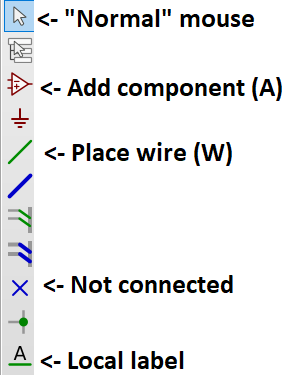 <- "Normal" mouse
<- Add component (A)
<- Place wire (W)
<- Not connected
A
<- Local label